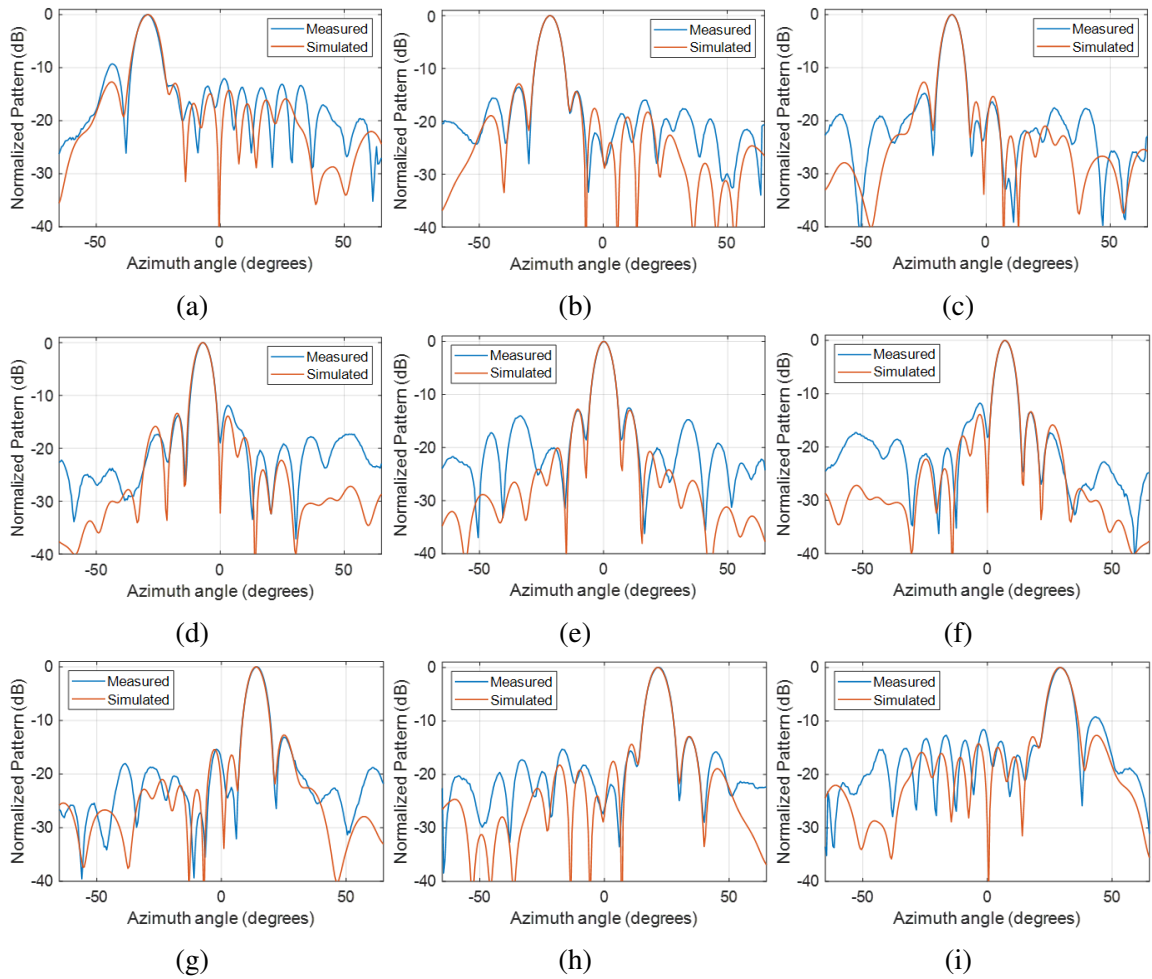 Normalized Pattern (dB)
0
-10
-20
-30
-40
-50
0
50
Azimuth angle (degrees)
Measured
Simulated
(a)
Normalized Pattern (dB)
0
-10
-20
-30
-40
-50
0
50
Azimuth angle (degrees)
Measured
Simulated
(b)
Normalized Pattern (dB)
0
-10
-20
-30
-40
-50
0
50
Azimuth angle (degrees)
Measured
Simulated
(c)
Normalized Pattern (dB)
0
-10
-20
-30
-40
-50
0
50
Azimuth angle (degrees)
Measured
Simulated
(d)
Normalized Pattern (dB)
0
-10
-20
-30
-40
-50
0
50
Azimuth angle (degrees)
Measured
Simulated
(e)
Normalized Pattern (dB)
0
-10
-20
-30
-40
-50
0
50
Azimuth angle (degrees)
Measured
Simulated
(f)
Normalized Pattern (dB)
0
-10
-20
-30
-40
-50
0
50
Azimuth angle (degrees)
Measured
Simulated
(g)
Normalized Pattern (dB)
0
-10
-20
-30
-40
-50
0
50
Azimuth angle (degrees)
Measured
Simulated
(h)
Normalized Pattern (dB)
0
-10
-20
-30
-40
-50
0
50
Azimuth angle (degrees)
Measured
Simulated
(i)